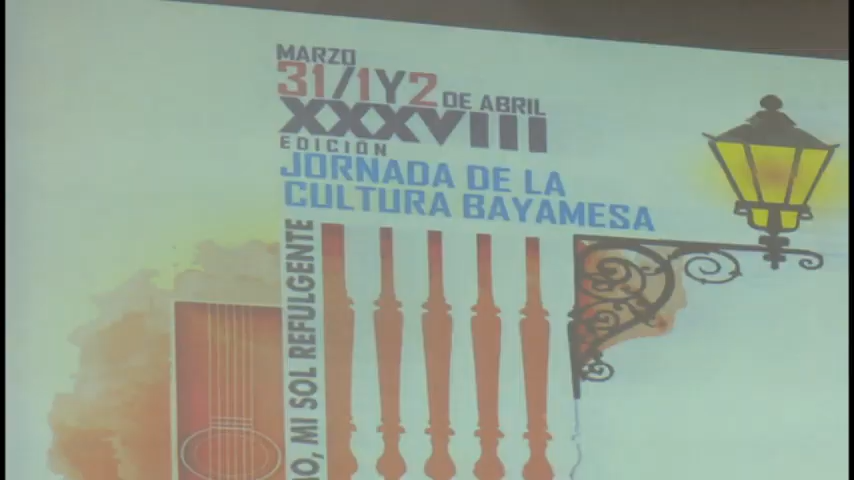 MARZO
31/1Y2 DE ABRIL
XXXVIII
EDICIÓN
JORNADA DE LA
CULTURA BAYAMESA
MI SOL REFULGENTE